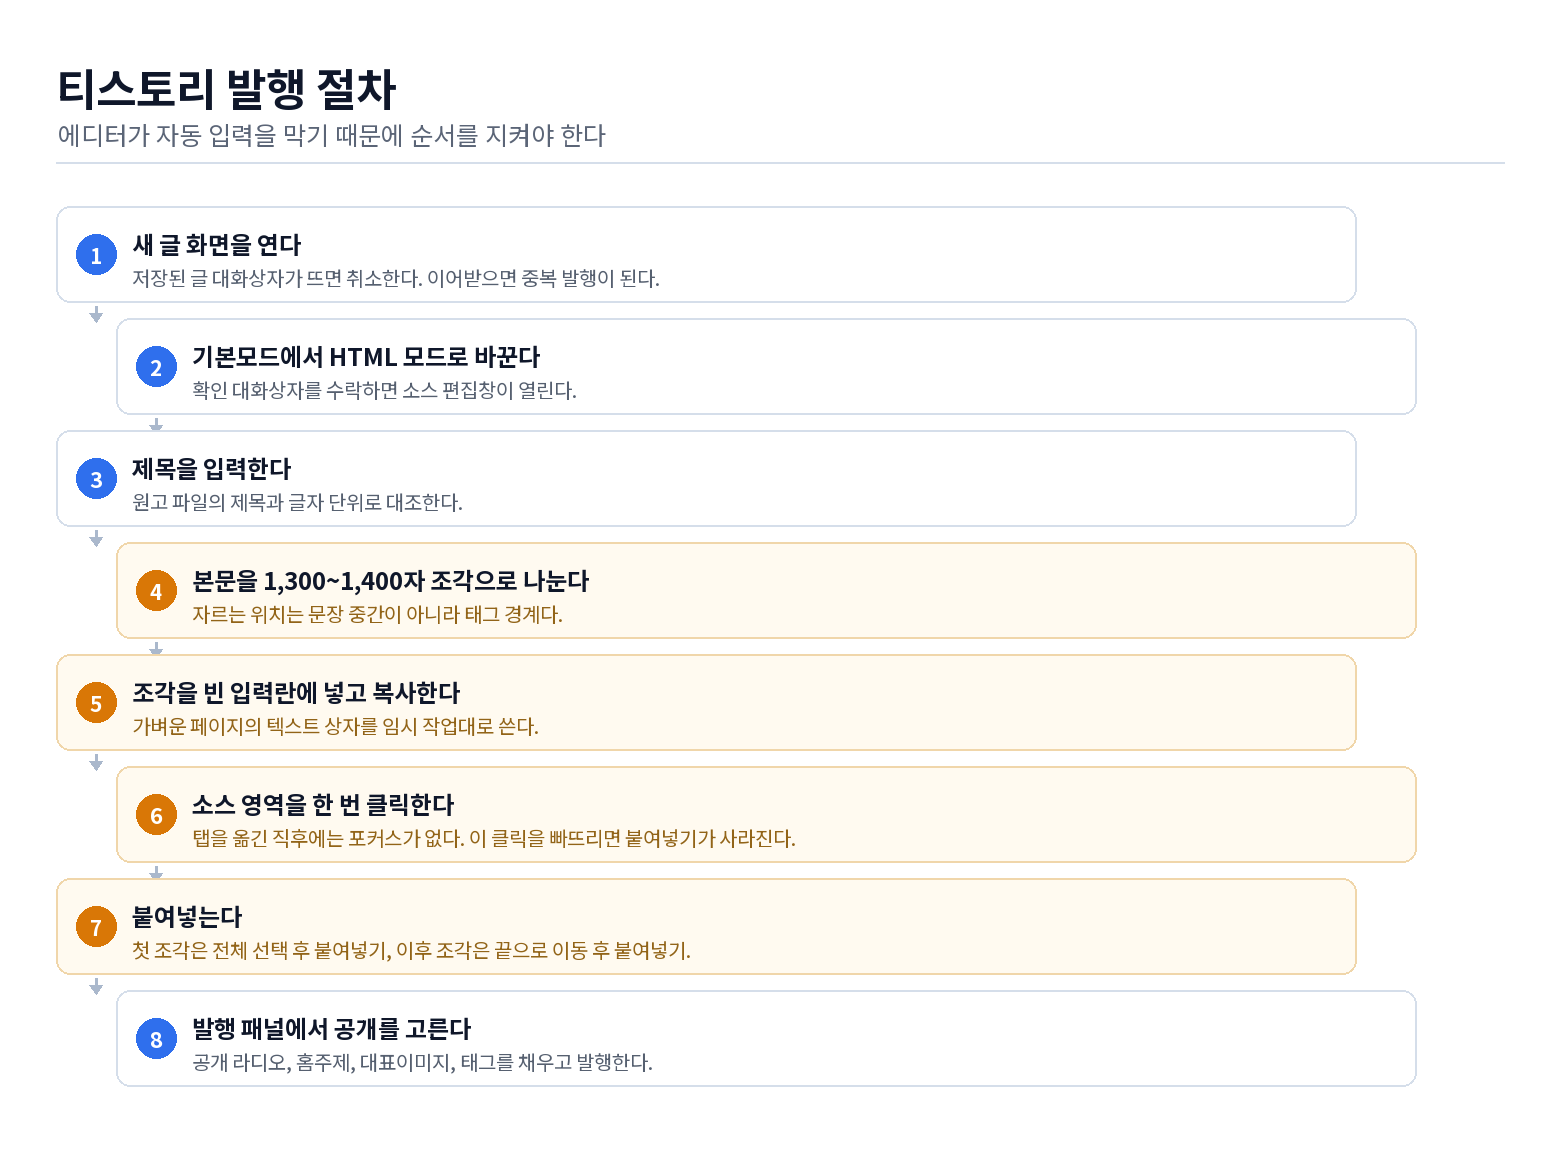 티스토리 발행 절차
에디터가 자동 입력을 막기 때문에 순서를 지켜야 한다
1
새 글 화면을 연다
저장된 글 대화상자가 뜨면 취소한다. 이어받으면 중복 발행이 된다.
2
기본모드에서 HTML 모드로 바꾼다
확인 대화상자를 수락하면 소스 편집창이 열린다.
3
제목을 입력한다
원고 파일의 제목과 글자 단위로 대조한다.
4
본문을 1,300~1,400자 조각으로 나눈다
자르는 위치는 문장 중간이 아니라 태그 경계다.
5
조각을 빈 입력란에 넣고 복사한다
가벼운 페이지의 텍스트 상자를 임시 작업대로 쓴다.
6
소스 영역을 한 번 클릭한다
탭을 옮긴 직후에는 포커스가 없다. 이 클릭을 빠뜨리면 붙여넣기가 사라진다.
7
붙여넣는다
첫 조각은 전체 선택 후 붙여넣기, 이후 조각은 끝으로 이동 후 붙여넣기.
8
발행 패널에서 공개를 고른다
공개 라디오, 홈주제, 대표이미지, 태그를 채우고 발행한다.